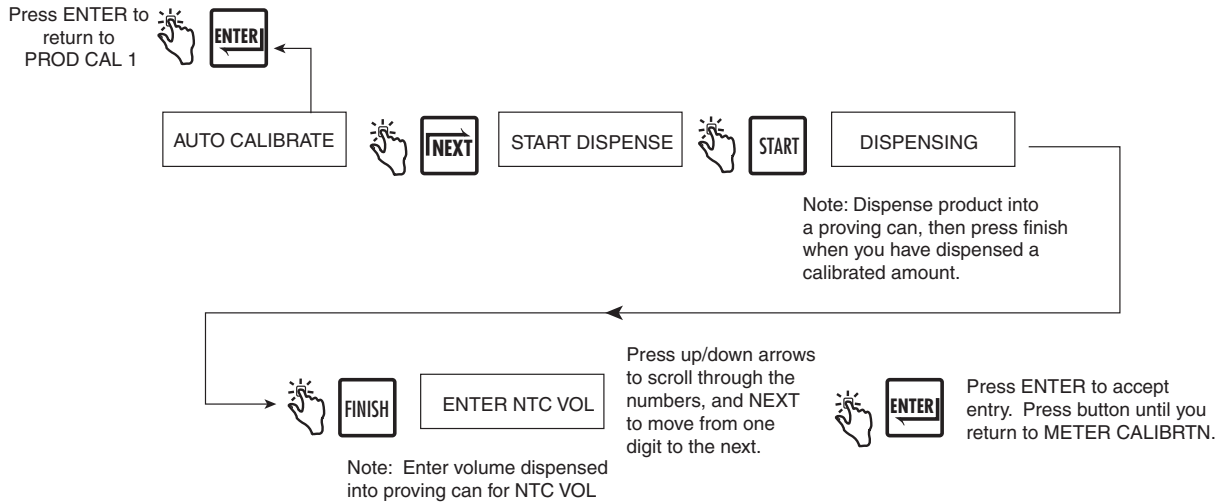 Press ENTER to
return to
PROD CAL 1
ENTER
AUTO CALIBRATE
NEXT
START DISPENSE
START
DISPENSING
Note: Dispense product into
a proving can, then press finish
when you have dispensed a
calibrated amount.
FINISH
ENTER NTC VOL
Note:  Enter volume dispensed
into proving can for NTC VOL
Press up/down arrows
to scroll through the
numbers, and NEXT
to move from one
digit to the next.
ENTER
Press ENTER to accept
entry.  Press button until you
return to METER CALIBRTN.